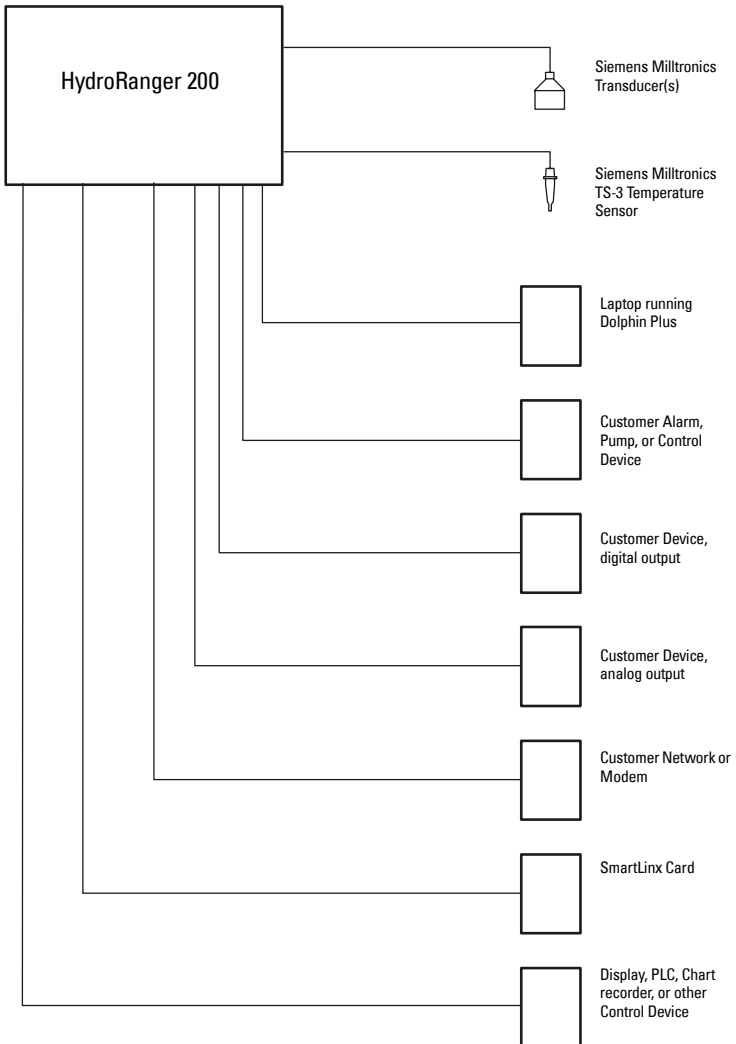 HydroRanger 200
Siemens Milltronics
Transducer(s)
Siemens Milltronics
TS-3 Temperature
Sensor
Laptop running
Dolphin Plus
Customer Alarm,
Pump, or Control
Device
Customer Device,
digital output
Customer Device,
analog output
Customer Network or
Modem
SmartLinx Card
Display, PLC, Chart
recorder, or other
Control Device